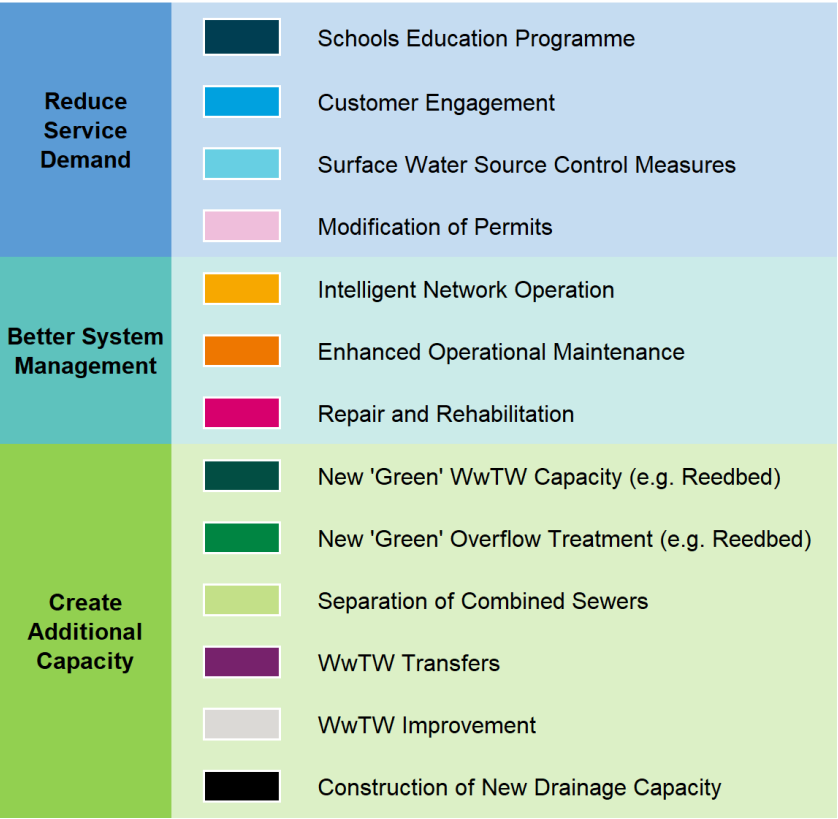 Reduce
Service
Demand
Schools Education Programme
Customer Engagement
Surface Water Source Control Measures
Modification of Permits
Better System
Management
Intelligent Network Operation
Enhanced Operational Maintenance
Repair and Rehabilitation
Create
Additional
Capacity
New 'Green' WwTW Capacity (e.g. Reedbed)
New 'Green' Overflow Treatment (e.g. Reedbed)
Separation of Combined Sewers
WwTW Transfers
WwTW Improvement
Construction of New Drainage Capacity